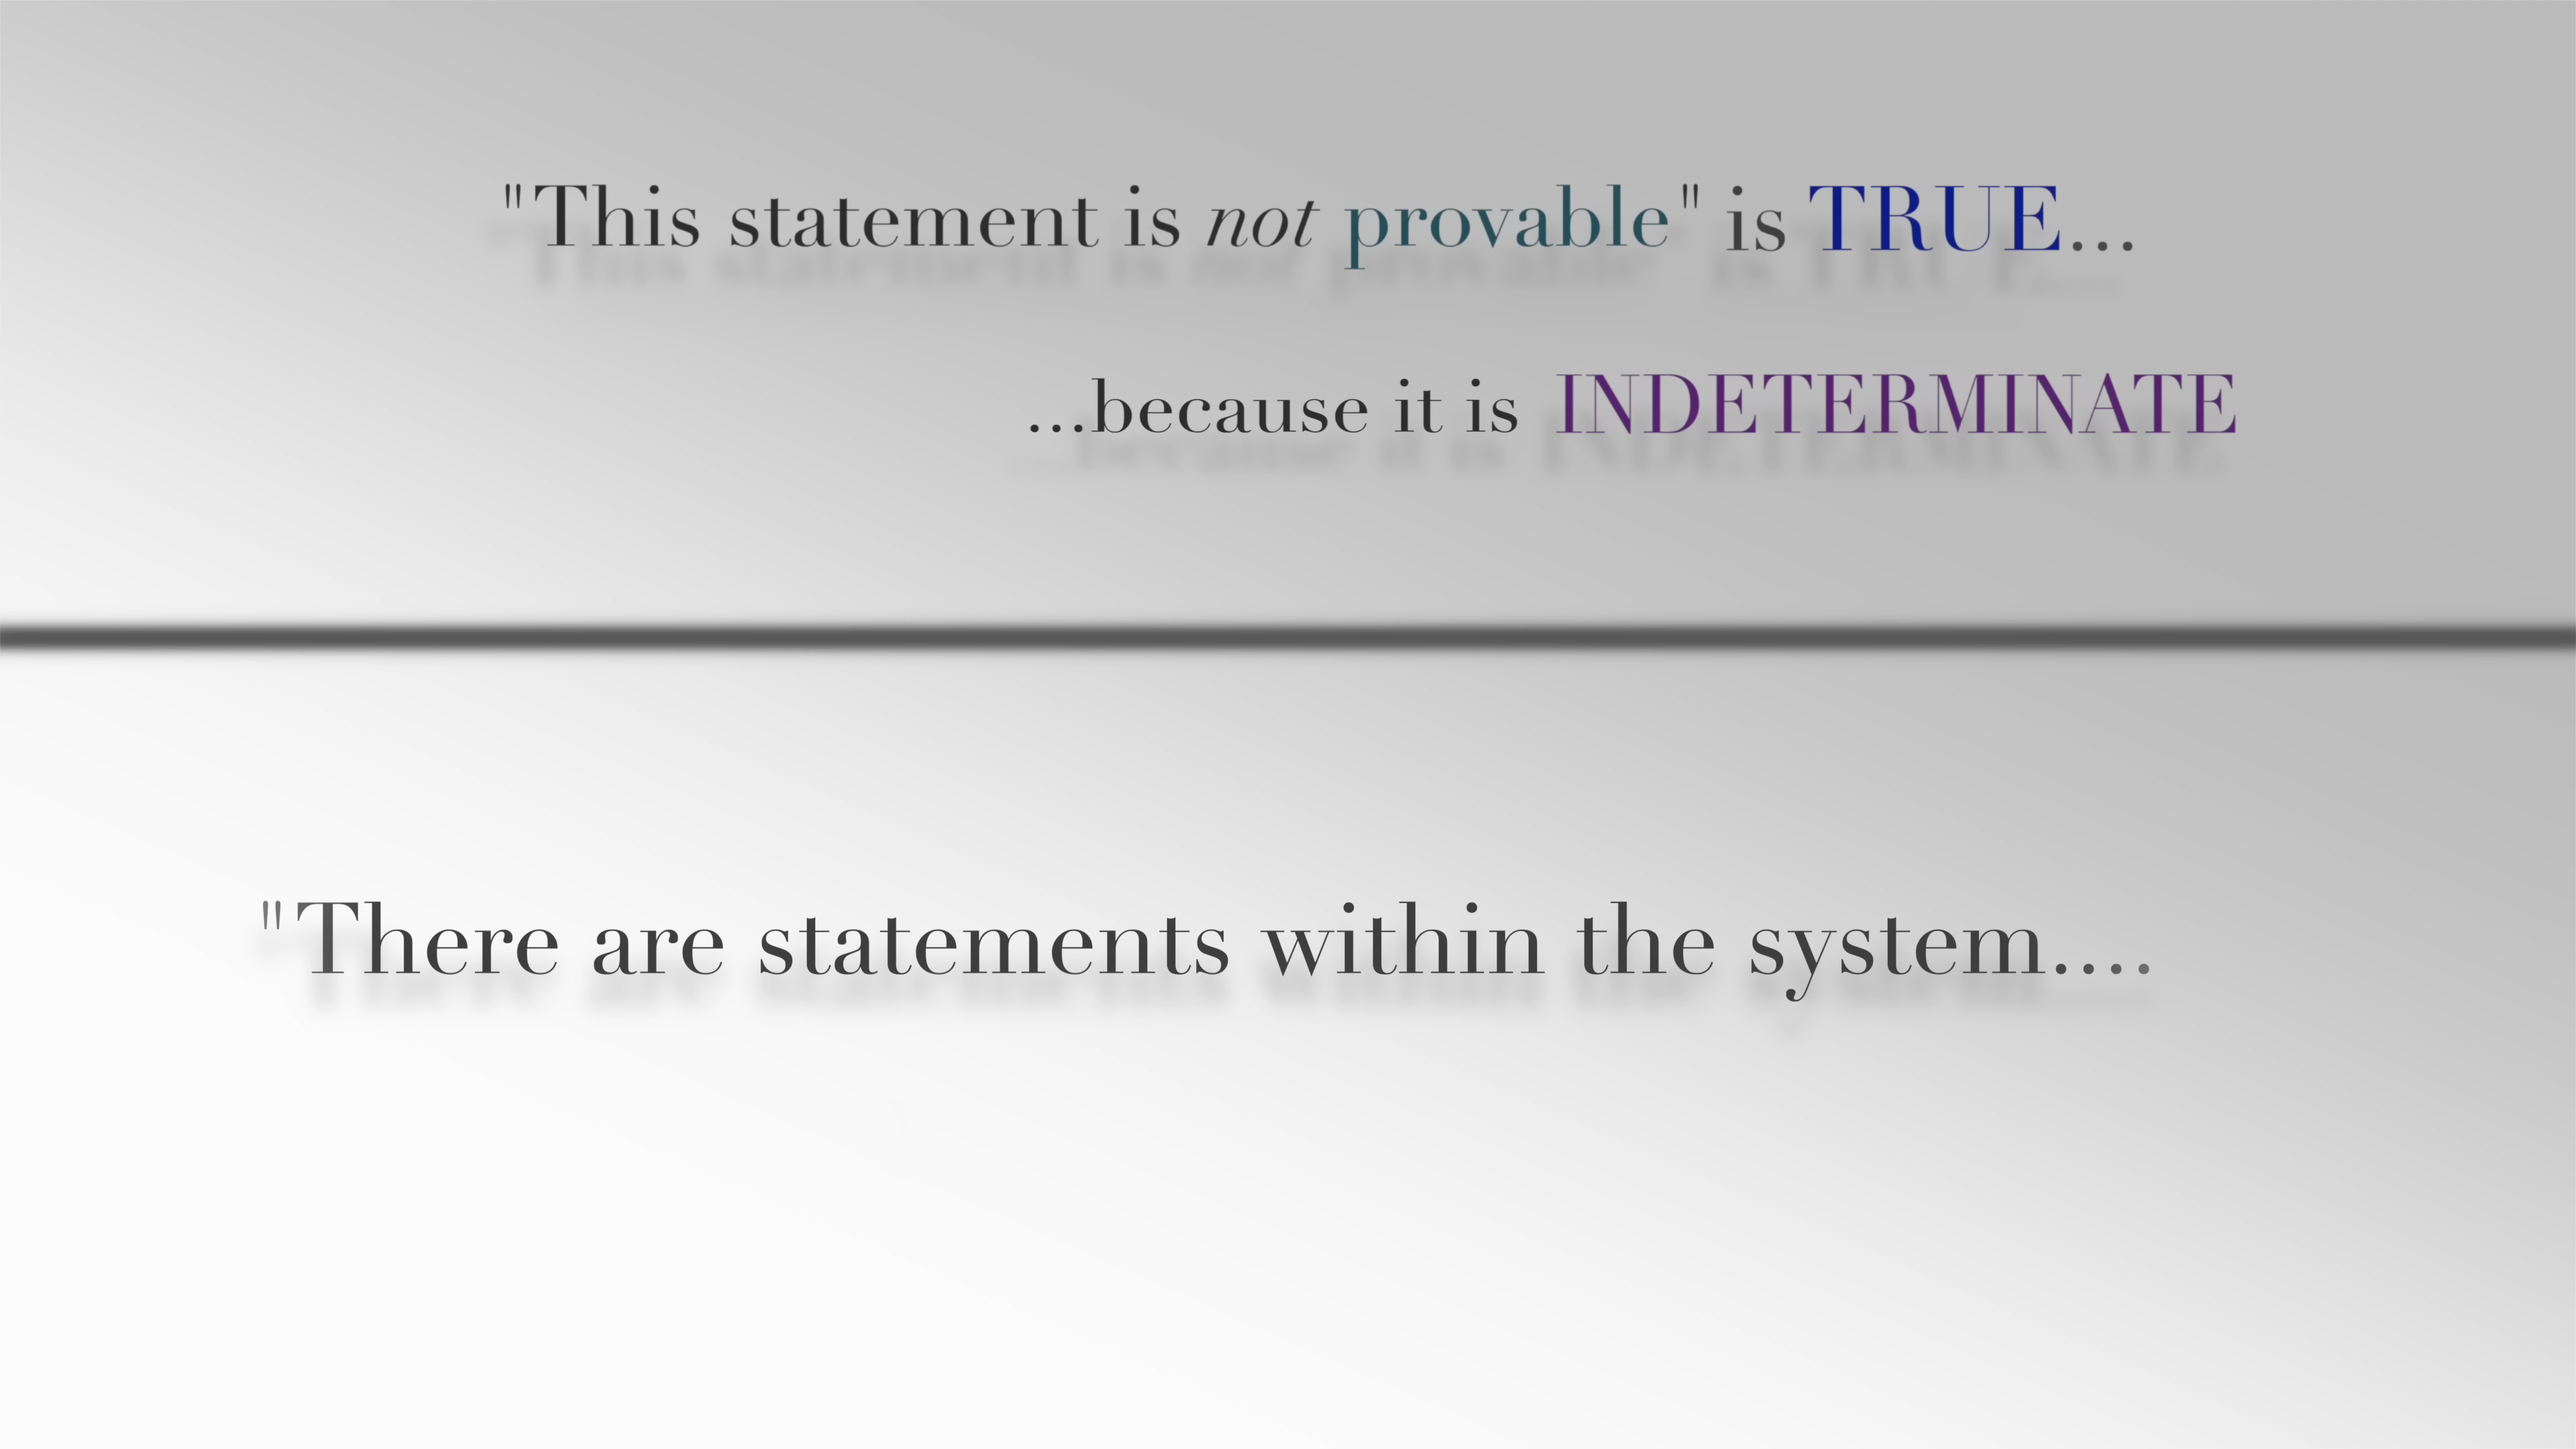 "This statement is not provable" is TRUE...
...because it is INDETERMINATE
"There are statements within the system....